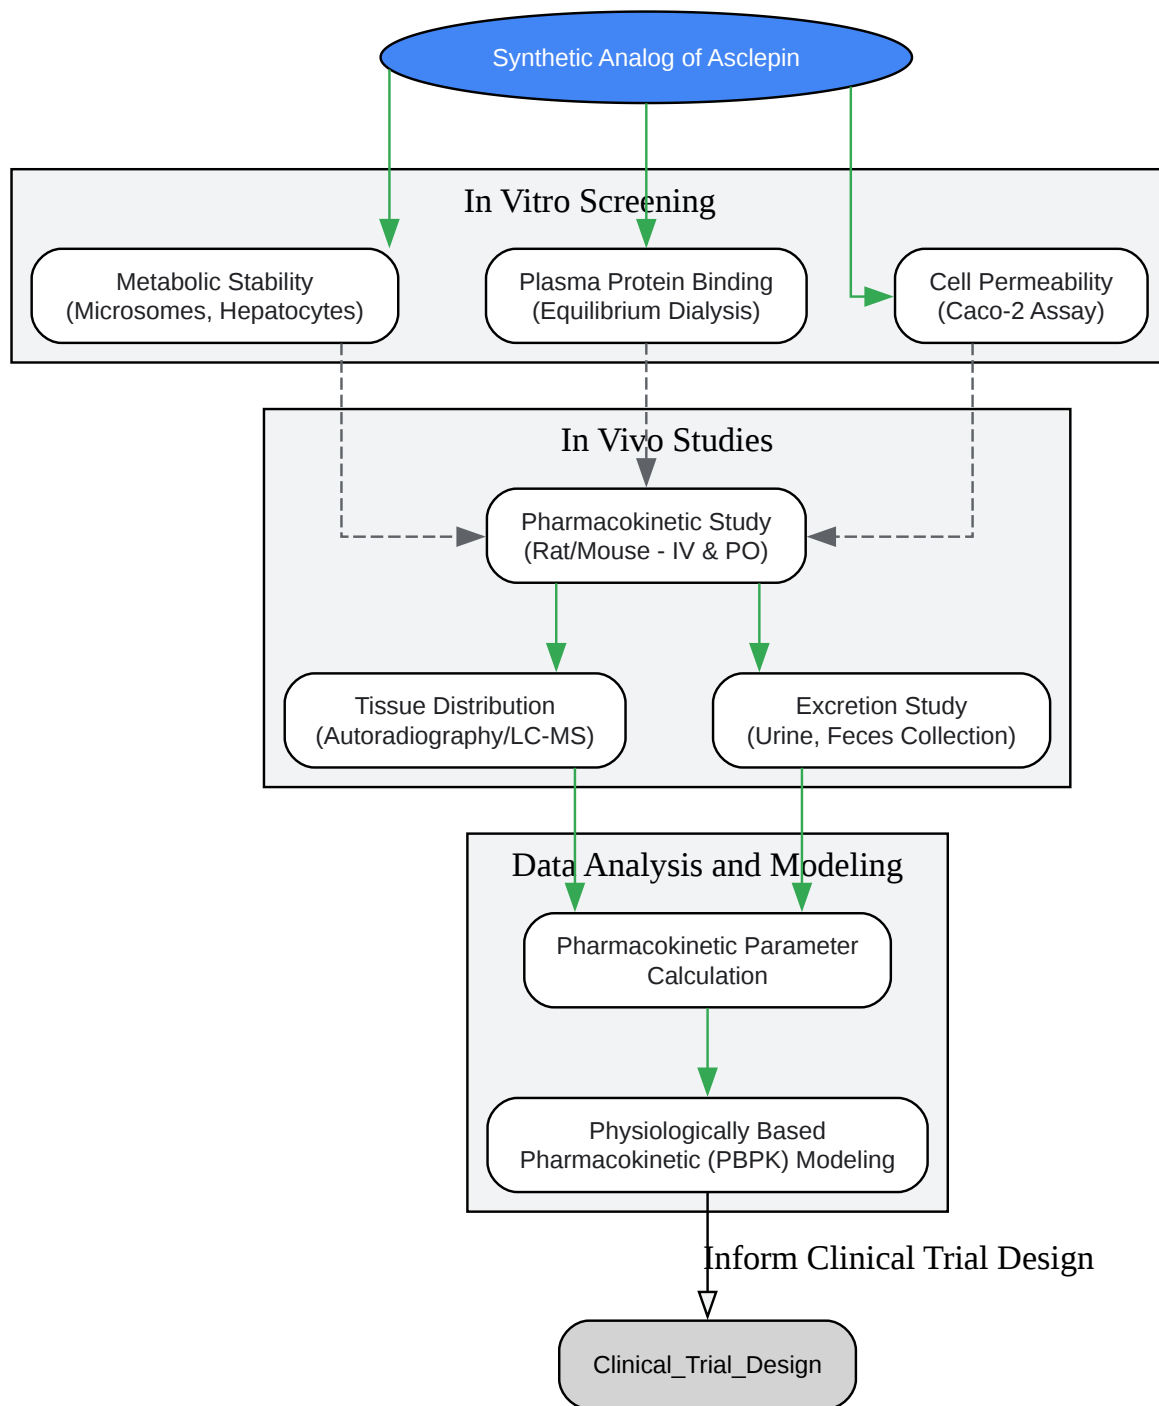 Synthetic Analog of Asclepin
In Vitro Screening
Metabolic Stability
(Microsomes, Hepatocytes)
Plasma Protein Binding
(Equilibrium Dialysis)
Cell Permeability
(Caco-2 Assay)
In Vivo Studies
Pharmacokinetic Study
(Rat/Mouse - IV & PO)
Tissue Distribution
(Autoradiography/LC-MS)
Excretion Study
(Urine, Feces Collection)
Data Analysis and Modeling
Pharmacokinetic Parameter
Calculation
Physiologically Based
Pharmacokinetic (PBPK) Modeling
Inform Clinical Trial Design
Clinical_Trial_Design